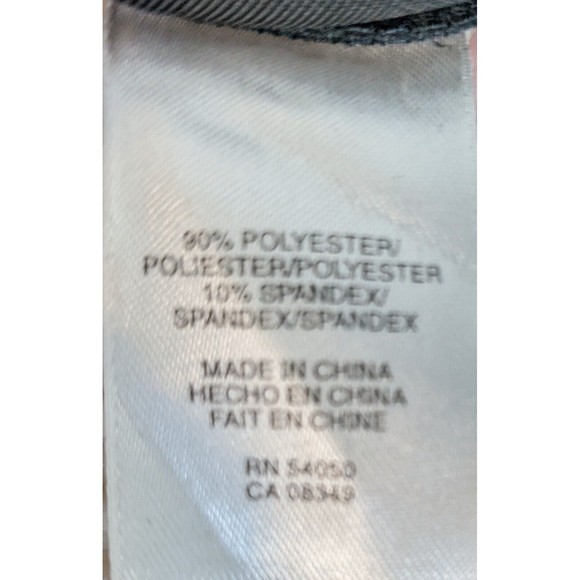 90% POLYESTER/
POLIESTER/POLYESTER
10% SPANDEX/
SPANDEX/SPANDEX
MADE IN CHINA
HECHO EN CHINA
FAIT EN CHINE
RN 54050
CA 08349